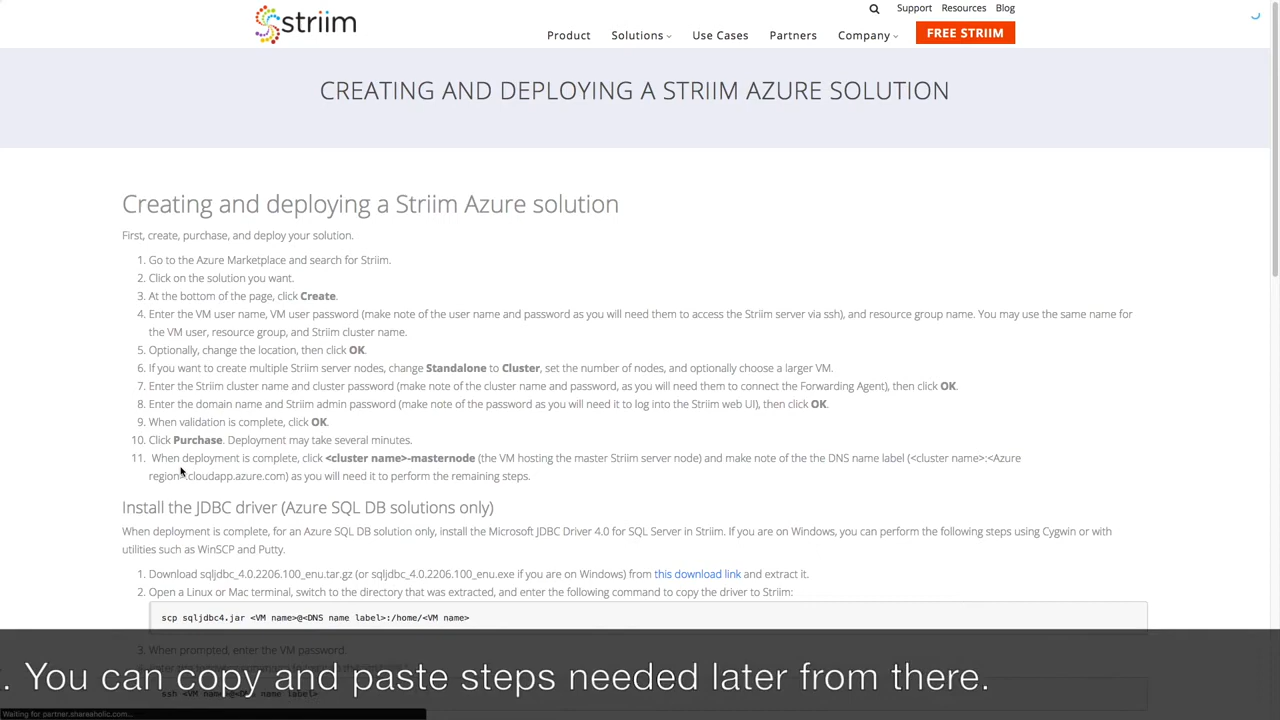 Support Resources Blog
striim
Product Solutions Use Cases Partners Company FREE STRIIM
CREATING AND DEPLOYING A STRIIM AZURE SOLUTION
Creating and deploying a Striim Azure solution
First, create, purchase, and deploy your solution.
1. Go to the Azure Marketplace and search for Striim.
2. Click on the solution you want.
3. At the bottom of the page, click Create.
4. Enter the VM user name, VM user password (make note of the user name and password as you will need them to access the Striim server via ssh), and resource group name. You may use the same name for
the VM user, resource group, and Striim cluster name.
5. Optionally, change the location, then click OK.
6. If you want to create multiple Striim server nodes, change Standalone to Cluster, set the number of nodes, and optionally choose a larger VM.
7. Enter the Striim cluster name and cluster password (make note of the cluster name and password, as you will need them to connect the Forwarding Agent), then click OK.
8. Enter the domain name and Striim admin password (make note of the password as you will need it to log into the Striim web UI), then click OK.
9. When validation is complete, click OK.
10. Click Purchase. Deployment may take several minutes.
11. When deployment is complete, click <cluster name>-masternode (the VM hosting the master Striim server node) and make note of the the DNS name label (<cluster name>:<Azure
region>:cloudapp.azure.com) as you will need it to perform the remaining steps.
Install the JDBC driver (Azure SQL DB solutions only)
When deployment is complete, for an Azure SQL DB solution only, install the Microsoft JDBC Driver 4.0 for SQL Server in Striim. If you are on Windows, you can perform the following steps using Cygwin or with
utilities such as WinSCP and Putty.
1. Download sqljdbc_4.0.2206.100_enu.tar.gz (or sqljdbc_4.0.2206.100_enu.exe if you are on Windows) from this download link and extract it.
2. Open a Linux or Mac terminal, switch to the directory that was extracted, and enter the following command to copy the driver to Striim:
scp sqljdbc4.jar <VM name>@<DNS name label>:/home/<VM name>
3. When prompted, enter the VM password.
. You can copy and paste steps needed later from there.
ssh <VM name>@<DNS name label>
Waiting for partner.shareaholic.com...